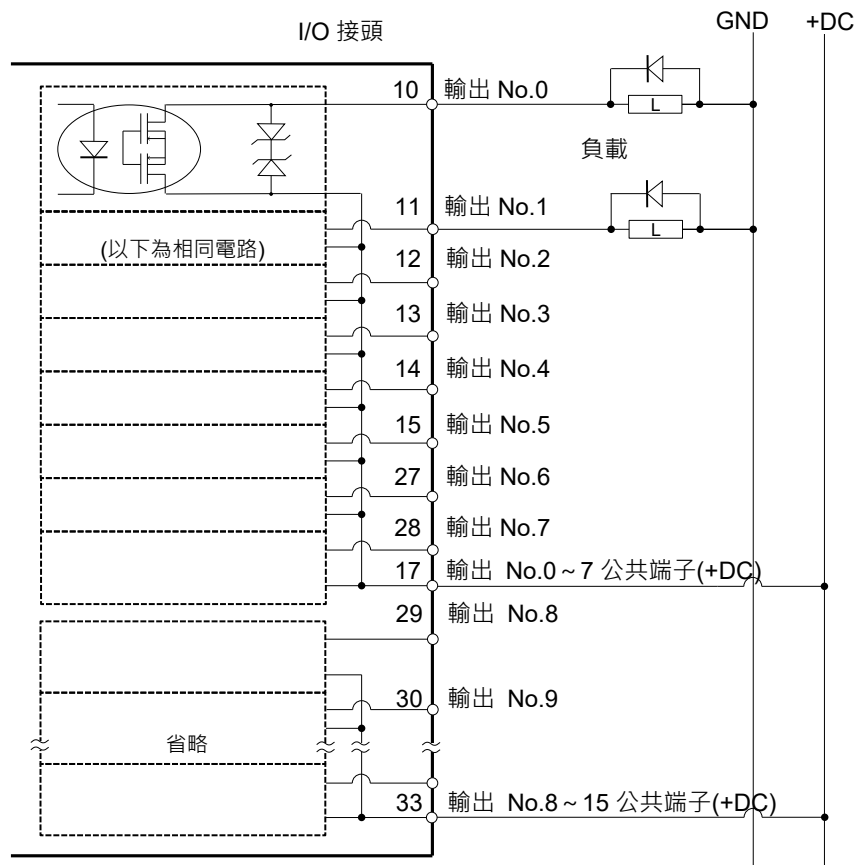 GND +DC
I/O 接頭
10 輸出 No.0
L
負載
11 輸出 No.1
L
(以下為相同電路)
12 輸出 No.2
13 輸出 No.3
14 輸出 No.4
15 輸出 No.5
27 輸出 No.6
28 輸出 No.7
17 輸出 No.0~7 公共端子(+DC)
29 輸出 No.8
30 輸出 No.9
省略
33 輸出 No.8~15 公共端子(+DC)